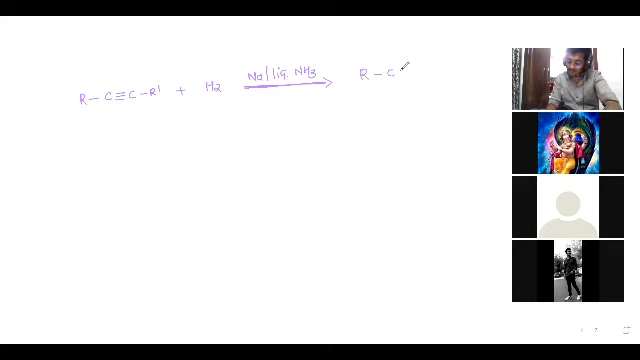 R – C ≡ C – R' + H2 Na/liq. NH3 → R – C